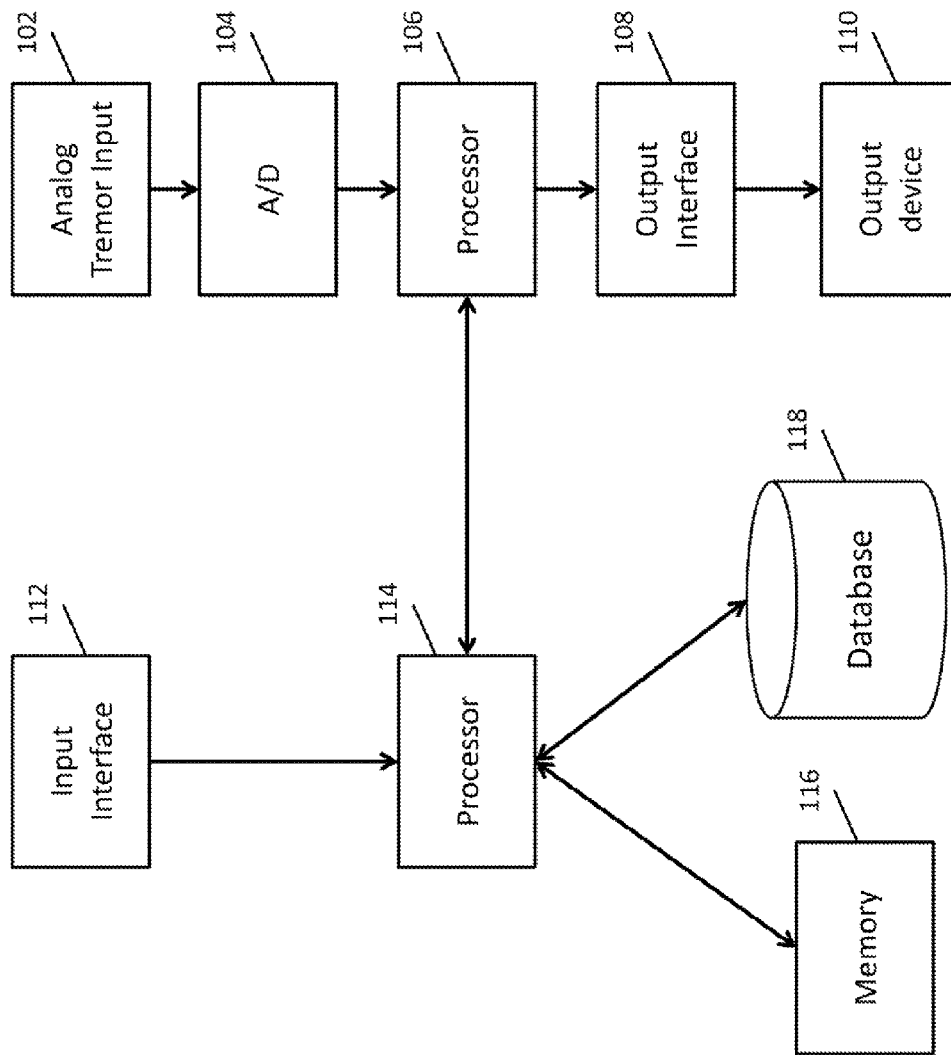 102
Analog
Tremor Input
104
A/D
106
Processor
108
Output
Interface
110
Output
device
112
Input
Interface
114
Processor
116
Memory
118
Database